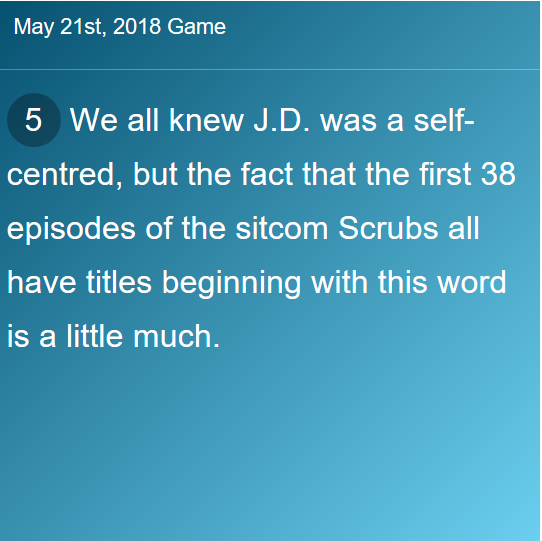 May 21st, 2018 Game
5 We all knew J.D. was a self-
centred, but the fact that the first 38
episodes of the sitcom Scrubs all
have titles beginning with this word
is a little much.